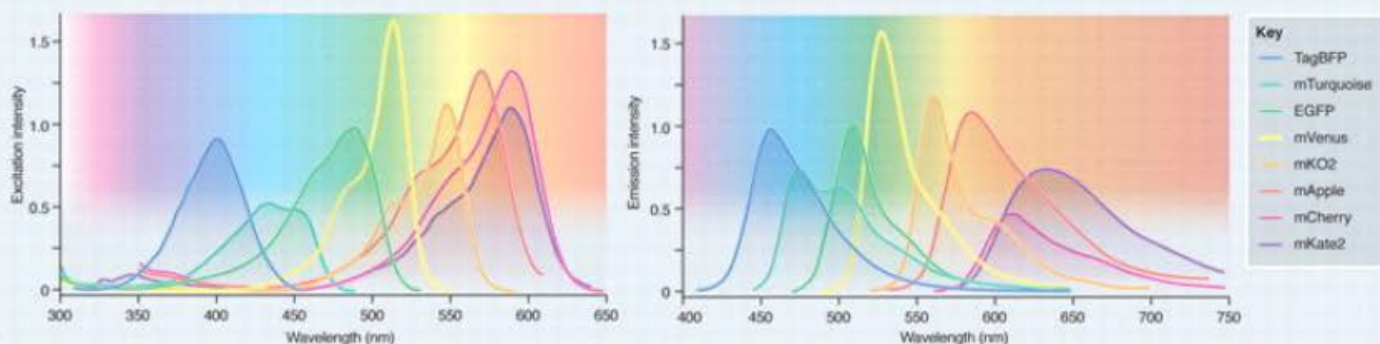 Excitation intensity
1.5
1.0
0.5
0
300 350 400 450 500 550 600 650
Wavelength (nm)
Emission intensity
1.5
1.0
0.5
0
400 450 500 550 600 650 700 750
Wavelength (nm)
Key
TagBFP
mTurquoise
EGFP
mVenus
mKO2
mApple
mCherry
mKate2